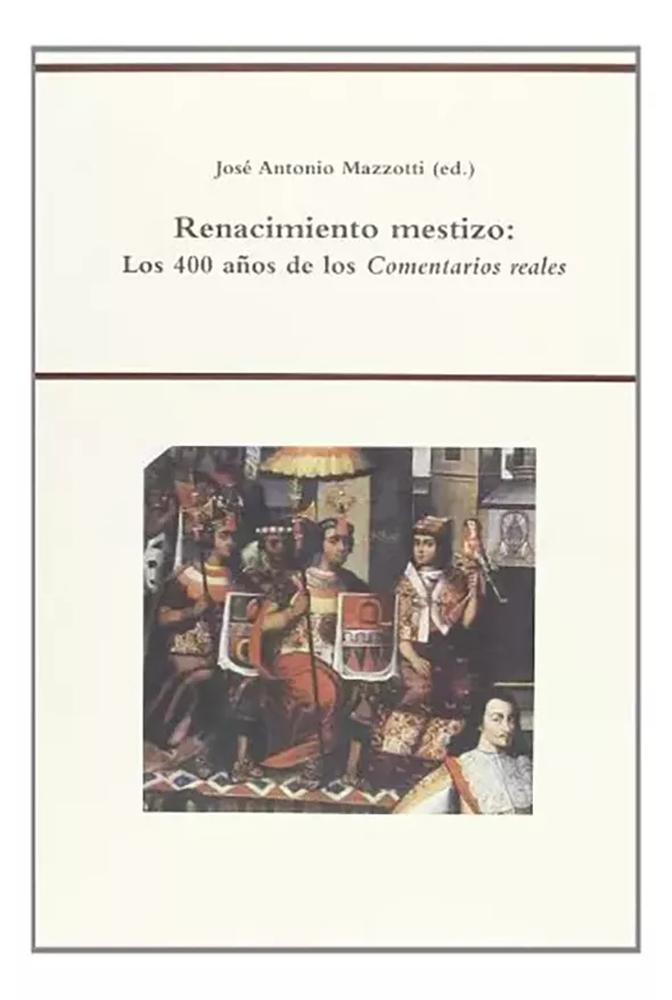 José Antonio Mazzotti (ed.)
Renacimiento mestizo:
Los 400 años de los Comentarios reales